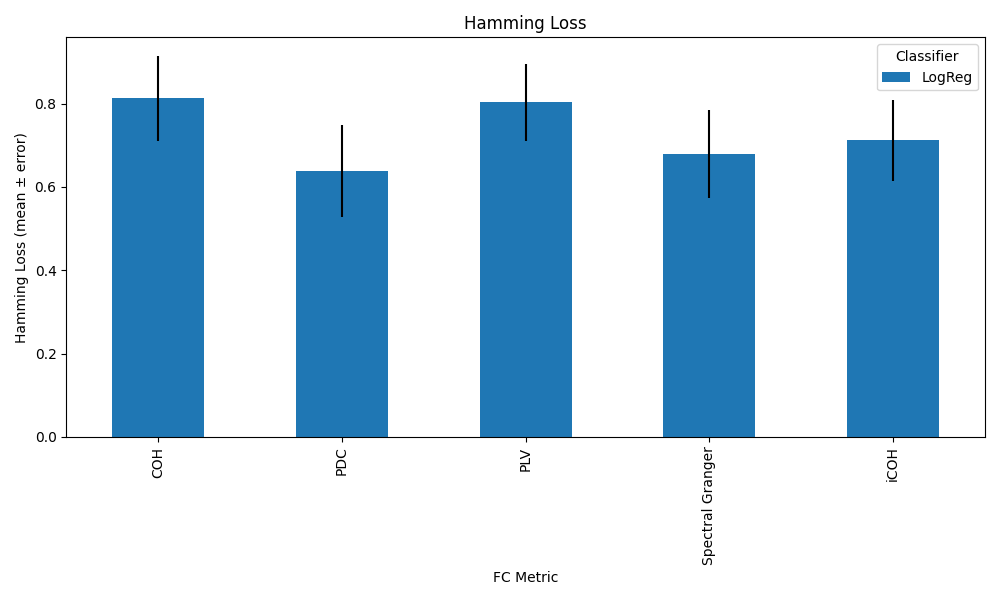 Hamming Loss
Classifier
LogReg
Hamming Loss (mean ± error)
0.8
0.6
0.4
0.2
0.0
COH
PDC
PLV
Spectral Granger
iCOH
FC Metric